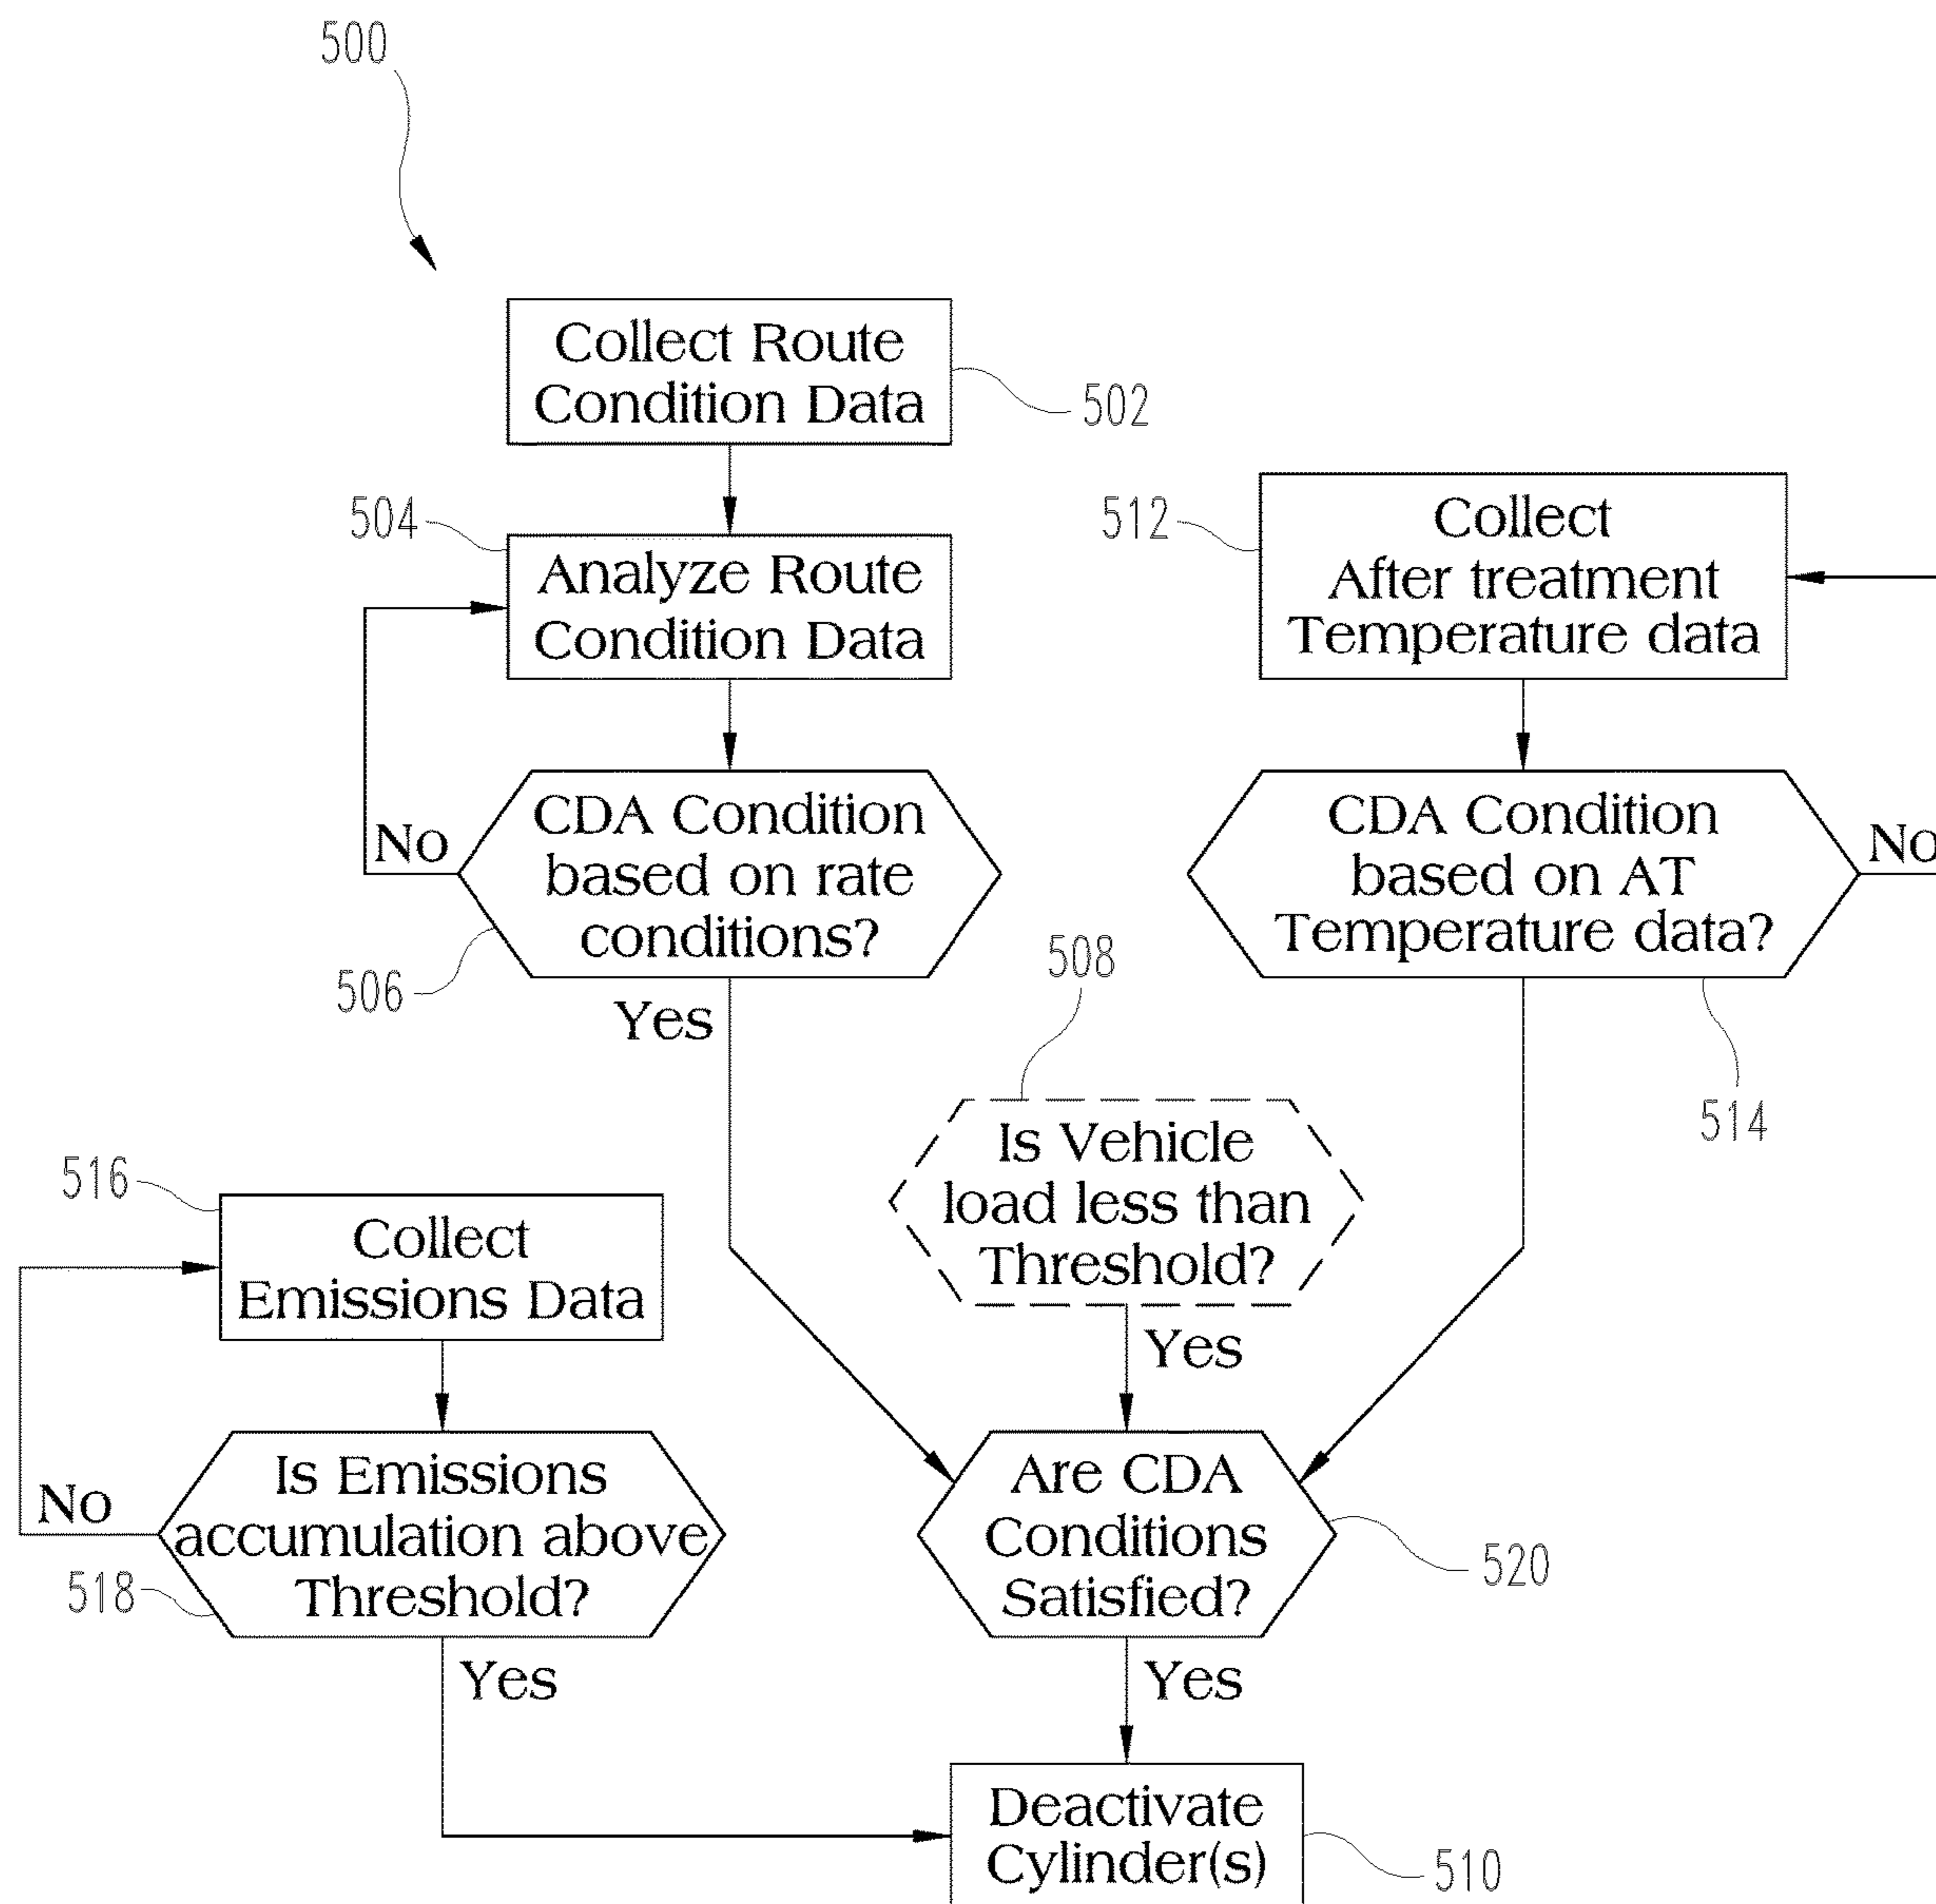 500
Collect Route
Condition Data
502
504
Analyze Route
Condition Data
512
Collect
After treatment
Temperature data
No
CDA Condition
based on rate
conditions?
506
Yes
CDA Condition
based on AT
Temperature data?
No
514
508
Is Vehicle
load less than
Threshold?
Yes
516
Collect
Emissions Data
No
Is Emissions
accumulation above
Threshold?
518
Yes
Are CDA
Conditions
Satisfied?
520
Yes
Deactivate
Cylinder(s)
510